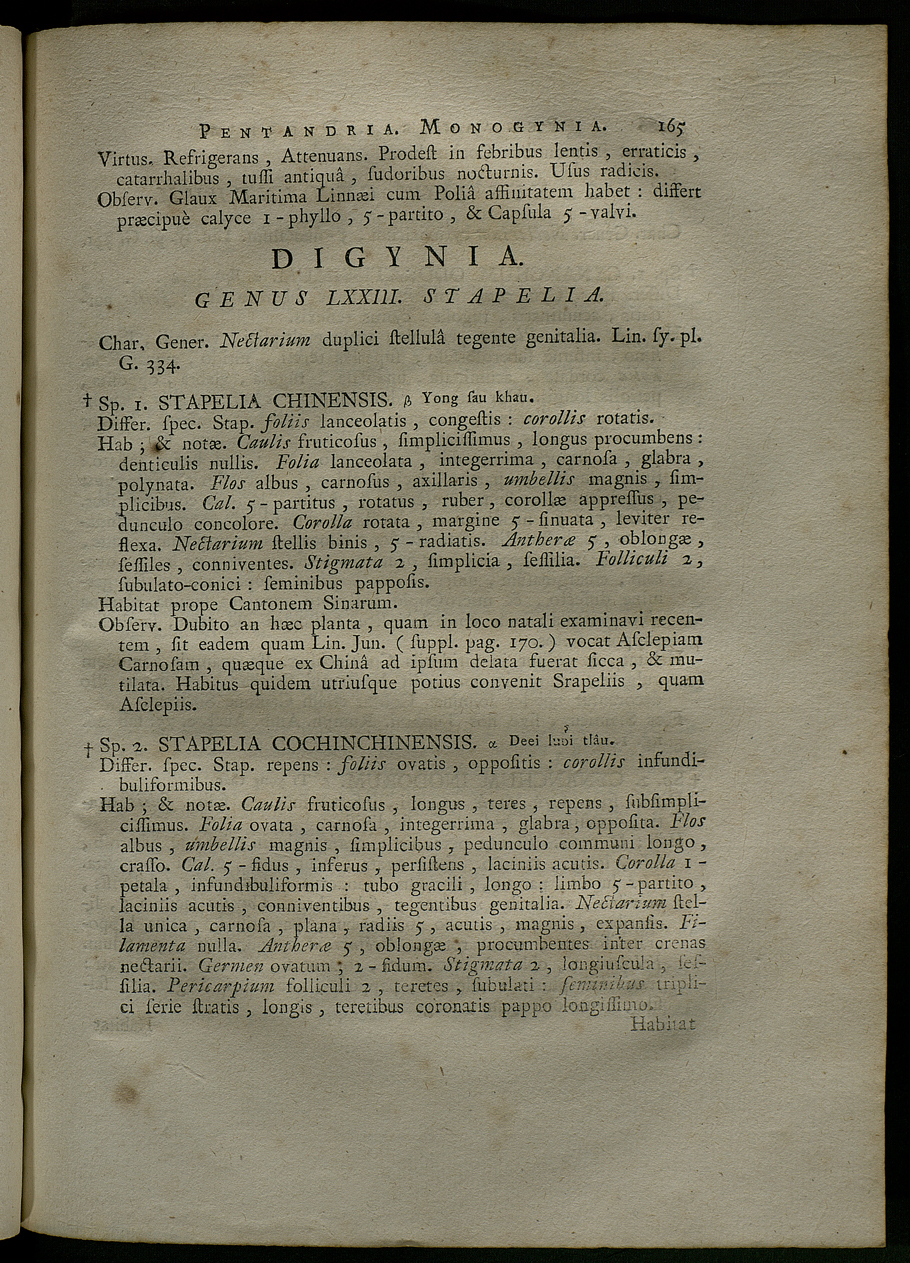 PENTANDRIA. MONOGYNIA. 165
Virtus. Refrigerans , Attenuans. Prodeſt in febribus lentis , erraticis ,
catarrhalibus , tuſſi antiquâ , ſudoribus nocturnis. Uſus radicis.
Obſerv. Glaux Maritima Linnæi cum Poliâ affinitatem habet : differt
præcipuè calyce 1 - phyllo , 5 - partito , & Capſula 5 - valvi.
DIGYNIA.
GENUS LXXIII. STAPELIA.
Char. Gener. Nectarium duplici ſtellulâ tegente genitalia. Lin. ſy. pl.
G. 334.
† Sp. 1. STAPELIA CHINENSIS. β Yong ſau khau.
Differ. ſpec. Stap. foliis lanceolatis , congeſtis : corollis rotatis.
Hab ; & notæ. Caulis fruticoſus , ſimpliciſſimus , longus procumbens :
denticulis nullis. Folia lanceolata , integerrima , carnoſa , glabra ,
polynata. Flos albus , carnoſus , axillaris , umbellis magnis , ſim-
plicibus. Cal. 5 - partitus , rotatus , ruber , corollæ appreſſus , pe-
dunculo concolore. Corolla rotata , margine 5 - ſinuata , leviter re-
flexa. Nectarium ſtellis binis , 5 - radiatis. Antheræ 5 , oblongæ ,
ſeſſiles , conniventes. Stigmata 2 , ſimplicia , ſeſſilia. Folliculi 2 ,
ſubulato-conici : ſeminibus pappoſis.
Habitat prope Cantonem Sinarum.
Obſerv. Dubito an hæc planta , quam in loco natali examinavi recen-
tem , ſit eadem quam Lin. Jun. ( ſuppl. pag. 170. ) vocat Aſclepiam
Carnoſam , quæque ex Chinâ ad ipſum delata fuerat ſicca , & mu-
tilata. Habitus quidem utriuſque potius convenit Srapeliis , quam
Aſclepiis.
† Sp. 2. STAPELIA COCHINCHINENSIS. α Deei tlâu.
Differ. ſpec. Stap. repens : foliis ovatis , oppoſitis : corollis infundi-
buliformibus.
Hab ; & notæ. Caulis fruticoſus , longus , teres , repens , ſubſimpli-
ciſſimus. Folia ovata , carnoſa , integerrima , glabra , oppoſita. Flos
albus , umbellis magnis , ſimplicibus , pedunculo communi longo ,
craſſo. Cal. 5 - fidus , inferus , perſiſtens , laciniis acutis. Corolla 1 -
petala , infundibuliformis : tubo gracili , longo : limbo 5 - partito ,
laciniis acutis , conniventibus , tegentibus genitalia. Nectarium ſtel-
la unica , carnoſa , plana , radiis 5 , acutis , magnis , expanſis. Fi-
lamenta nulla. Antheræ 5 , oblongæ , procumbentes inter crenas
nectarii. Germen ovatum ; 2 - fidum. Stigmata 2 , longiuſcula , ſeſ-
ſilia. Pericarpium folliculi 2 , teretes , ſubulati : ſeminibus tripli-
ci ſerie ſtratis , longis , teretibus coronatis pappo longiſſimo.
Habitat